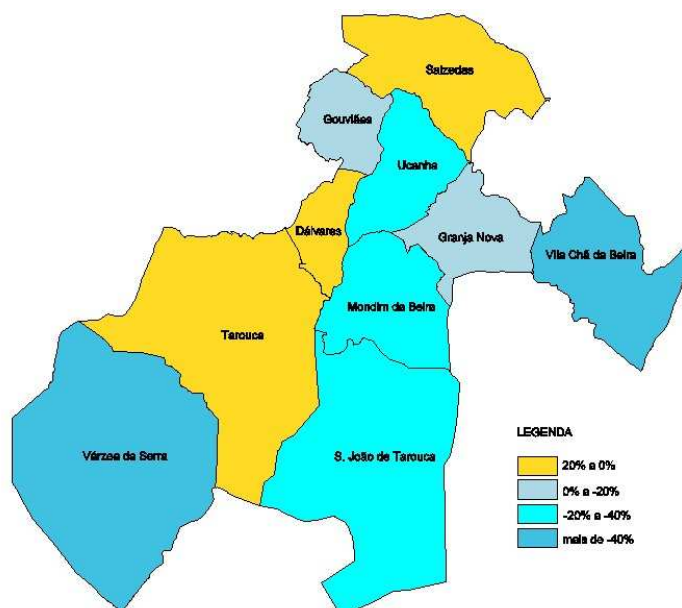 Salzedas
Gouviães
Ucanha
Dálvares
Granja Nova
Vila Chã da Beira
Mondim da Beira
Tarouca
Várzea da Serra
S. João de Tarouca
LEGENDA
20% a 0%
0% a -20%
-20% a -40%
mais de -40%